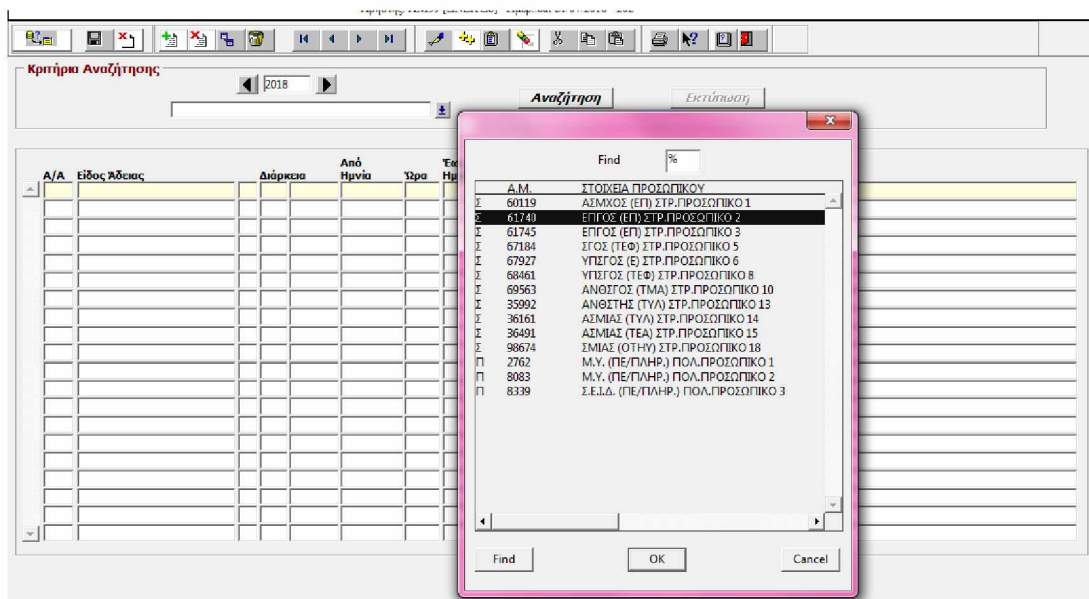 Κριτήρια Αναζήτησης
2018
Αναζήτηση
Εκτύπωση
Από
Α/Α Είδος Άδειας Διάρκεια Ημνία Ώρα
Find %
Α.Μ. ΣΤΟΙΧΕΙΑ ΠΡΟΣΩΠΙΚΟΥ
Σ 60119 ΑΣΜΧΟΣ (ΕΠ) ΣΤΡ.ΠΡΟΣΩΠΙΚΟ 1
Σ 61740 ΕΠΓΟΣ (ΕΠ) ΣΤΡ.ΠΡΟΣΩΠΙΚΟ 2
Σ 61745 ΕΠΓΟΣ (ΕΠ) ΣΤΡ.ΠΡΟΣΩΠΙΚΟ 3
Σ 67184 ΣΓΟΣ (ΤΕΦ) ΣΤΡ.ΠΡΟΣΩΠΙΚΟ 5
Σ 67927 ΥΠΣΓΟΣ (Ε) ΣΤΡ.ΠΡΟΣΩΠΙΚΟ 6
Σ 68461 ΥΠΣΓΟΣ (ΤΕΦ) ΣΤΡ.ΠΡΟΣΩΠΙΚΟ 8
Σ 69563 ΑΝΘΣΓΟΣ (ΤΜΑ) ΣΤΡ.ΠΡΟΣΩΠΙΚΟ 10
Σ 35992 ΑΝΘΣΤΗΣ (ΤΥΛ) ΣΤΡ.ΠΡΟΣΩΠΙΚΟ 13
Σ 36161 ΑΣΜΙΑΣ (ΤΥΛ) ΣΤΡ.ΠΡΟΣΩΠΙΚΟ 14
Σ 36491 ΑΣΜΙΑΣ (ΤΕΑ) ΣΤΡ.ΠΡΟΣΩΠΙΚΟ 15
Σ 98674 ΣΜΙΑΣ (ΟΤΗΥ) ΣΤΡ.ΠΡΟΣΩΠΙΚΟ 18
Π 2762 Μ.Υ. (ΠΕ/ΠΛΗΡ.) ΠΟΛ.ΠΡΟΣΩΠΙΚΟ 1
Π 8083 Μ.Υ. (ΠΕ/ΠΛΗΡ.) ΠΟΛ.ΠΡΟΣΩΠΙΚΟ 2
Π 8339 Σ.Ε.Ι.Δ. (ΠΕ/ΠΛΗΡ.) ΠΟΛ.ΠΡΟΣΩΠΙΚΟ 3
Find OK Cancel